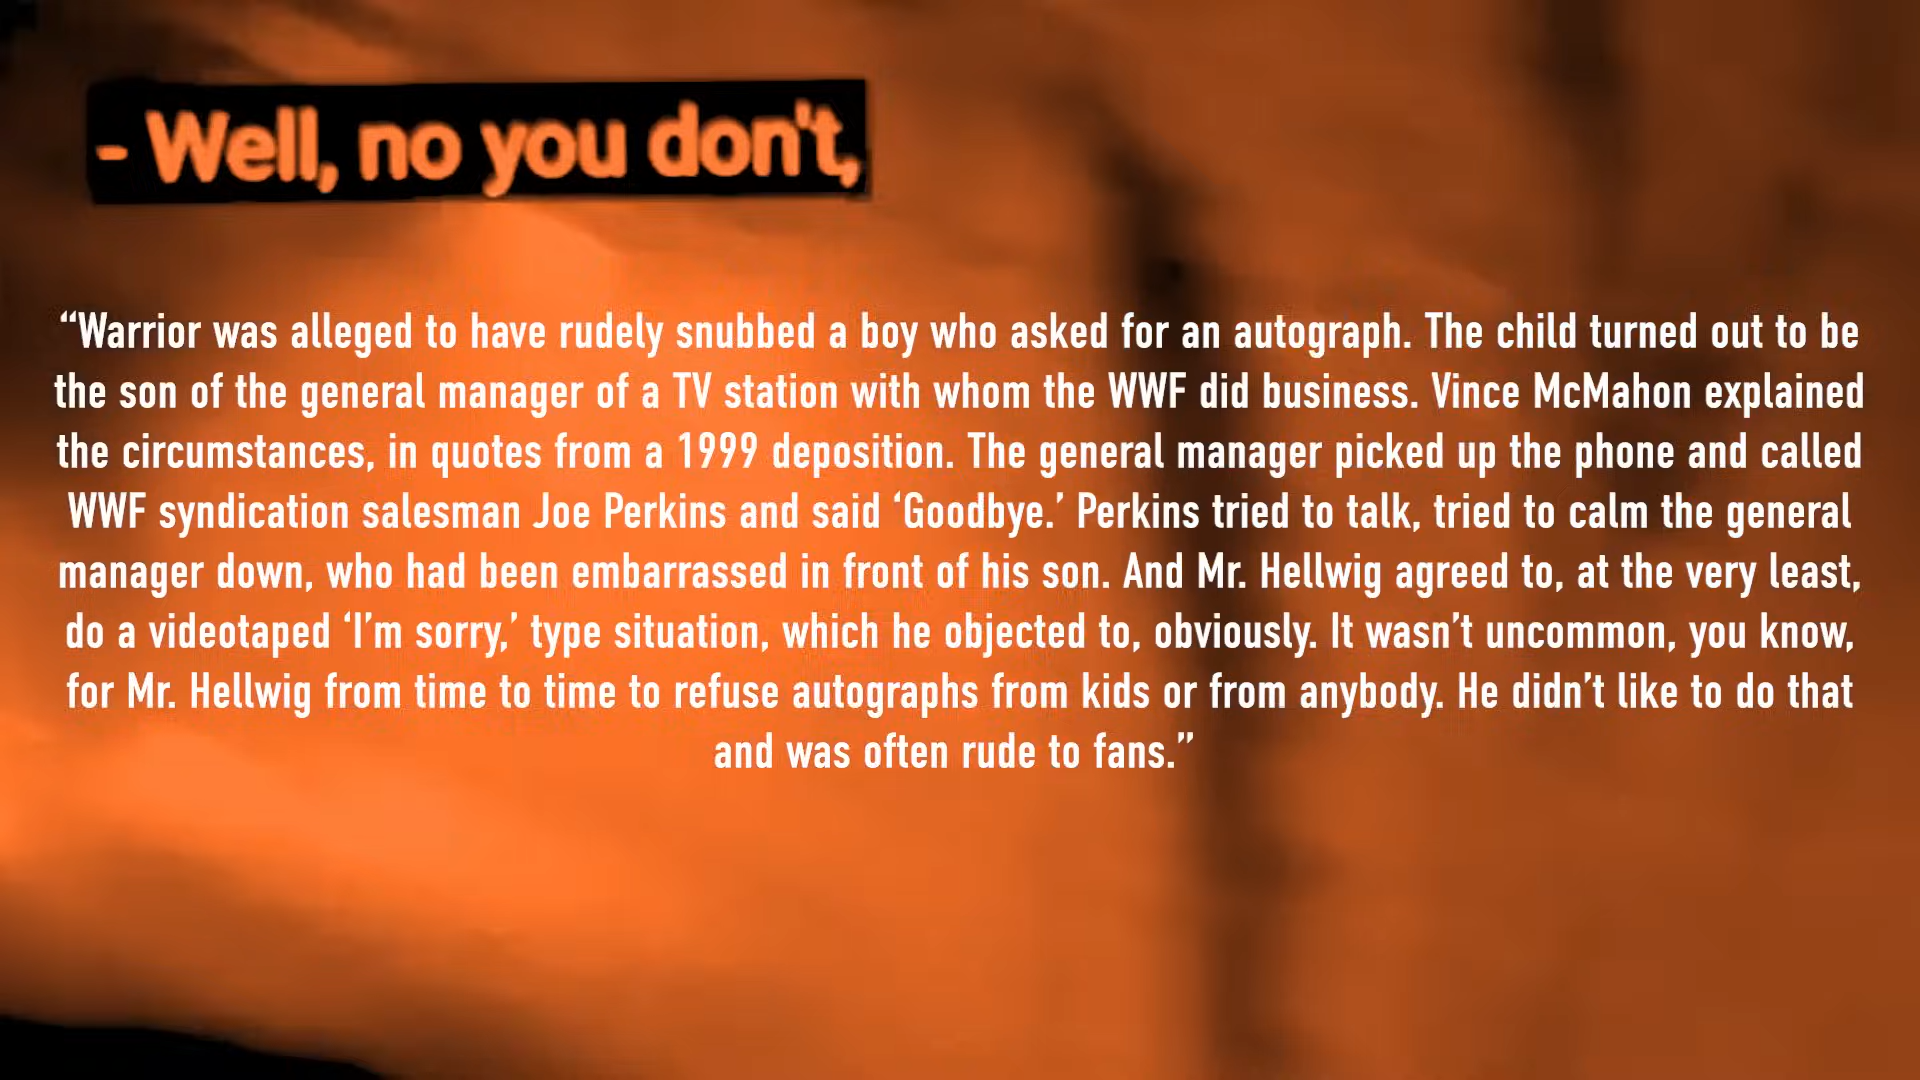 - Well, no you don't,
“Warrior was alleged to have rudely snubbed a boy who asked for an autograph. The child turned out to be
the son of the general manager of a TV station with whom the WWF did business. Vince McMahon explained
the circumstances, in quotes from a 1999 deposition. The general manager picked up the phone and called
WWF syndication salesman Joe Perkins and said ‘Goodbye.’ Perkins tried to talk, tried to calm the general
manager down, who had been embarrassed in front of his son. And Mr. Hellwig agreed to, at the very least,
do a videotaped ‘I’m sorry,’ type situation, which he objected to, obviously. It wasn’t uncommon, you know,
for Mr. Hellwig from time to time to refuse autographs from kids or from anybody. He didn’t like to do that
and was often rude to fans.”